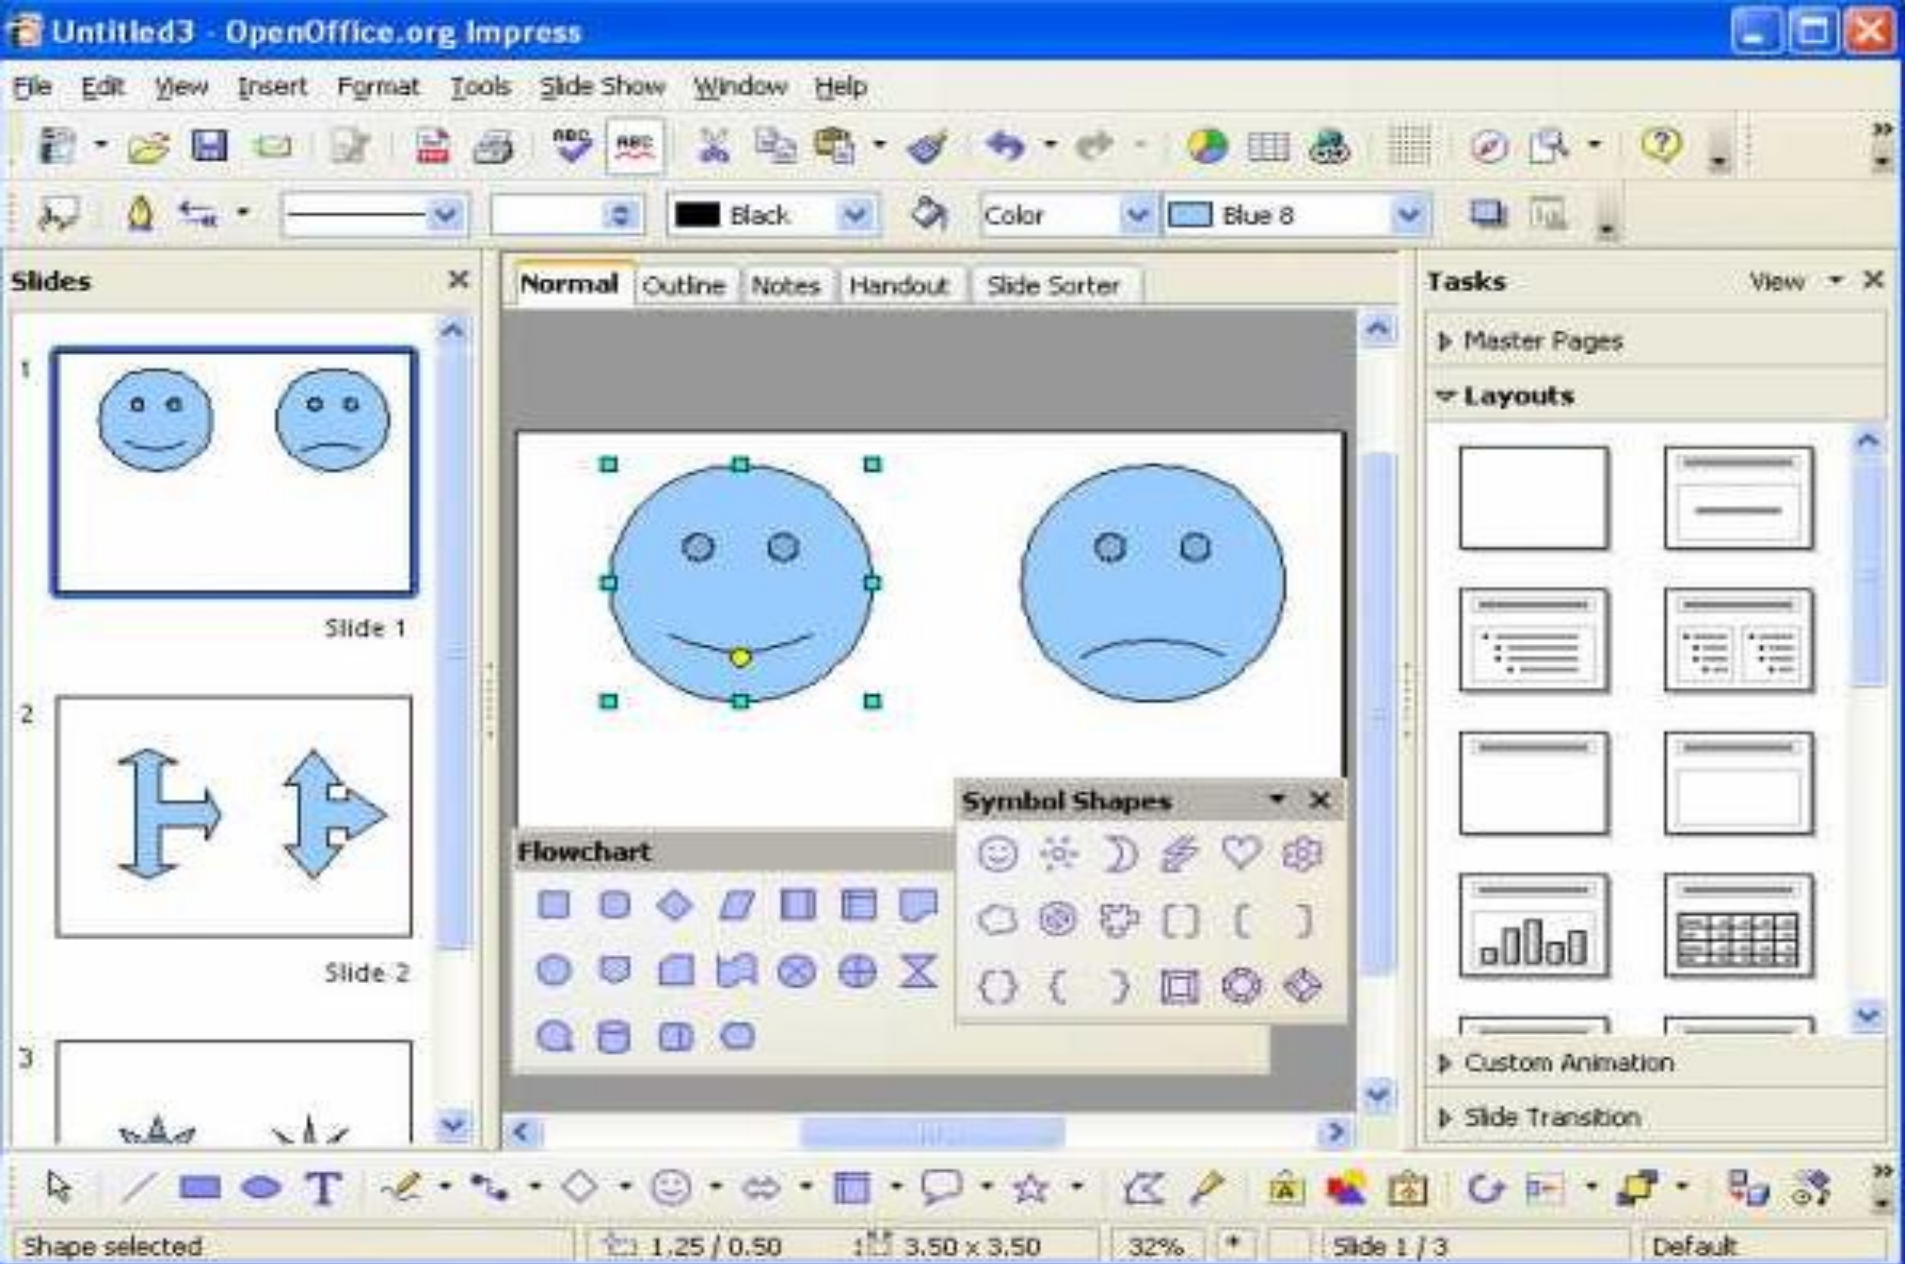 Untitled3 - OpenOffice.org Impress
File Edit View Insert Format Tools Slide Show Window Help
ABC ABC
Black Color Blue 8
Slides
Normal Outline Notes Handout Slide Sorter
Tasks View
Master Pages
Layouts
1
Slide 1
2
Slide 2
3
Symbol Shapes
Flowchart
Custom Animation
Slide Transition
T
A
Shape selected 1.25 / 0.50 3.50 x 3.50 32% * Slide 1 / 3 Default